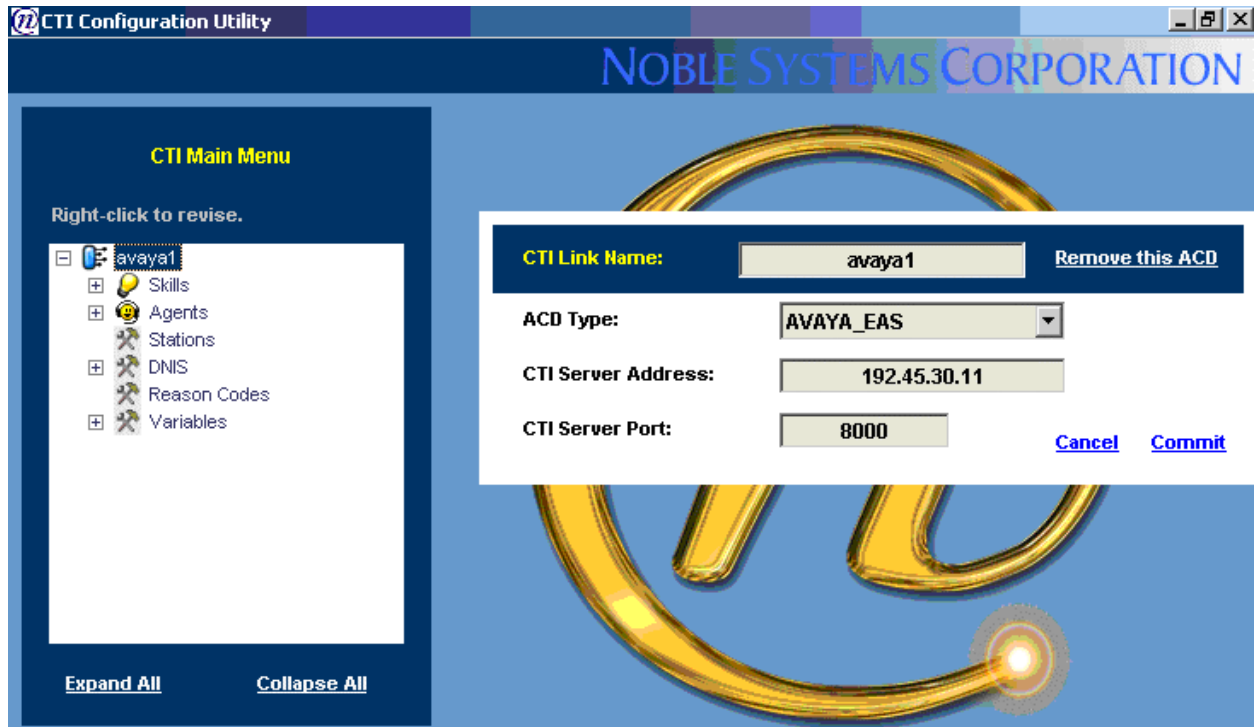 CTI Configuration Utility
NOBLE SYSTEMS CORPORATION
CTI Main Menu
Right-click to revise.
avaya1
Skills
Agents
Stations
DNIS
Reason Codes
Variables
Expand All Collapse All
CTI Link Name: avaya1 Remove this ACD
ACD Type: AVAYA_EAS
CTI Server Address: 192.45.30.11
CTI Server Port: 8000
Cancel Commit